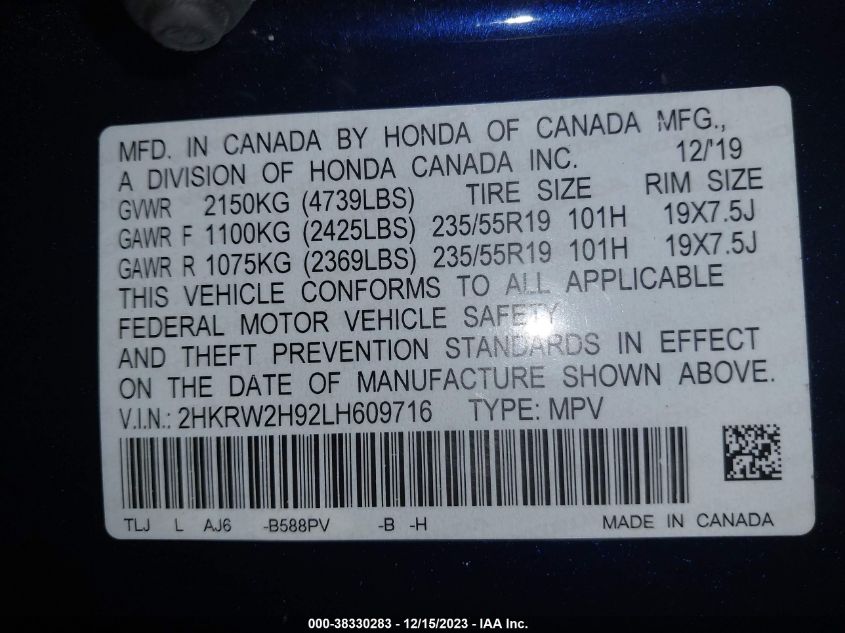 MFD. IN CANADA BY HONDA OF CANADA MFG.,
A DIVISION OF HONDA CANADA INC. 12/'19
GVWR 2150KG (4739LBS) TIRE SIZE RIM SIZE
GAWR F 1100KG (2425LBS) 235/55R19 101H 19X7.5J
GAWR R 1075KG (2369LBS) 235/55R19 101H 19X7.5J
THIS VEHICLE CONFORMS TO ALL APPLICABLE
FEDERAL MOTOR VEHICLE SAFETY
AND THEFT PREVENTION STANDARDS IN EFFECT
ON THE DATE OF MANUFACTURE SHOWN ABOVE.
V.I.N.: 2HKRW2H92LH609716 TYPE: MPV
TLJ L AJ6 -B588PV -B -H MADE IN CANADA
000-38330283 - 12/15/2023 - IAA Inc.